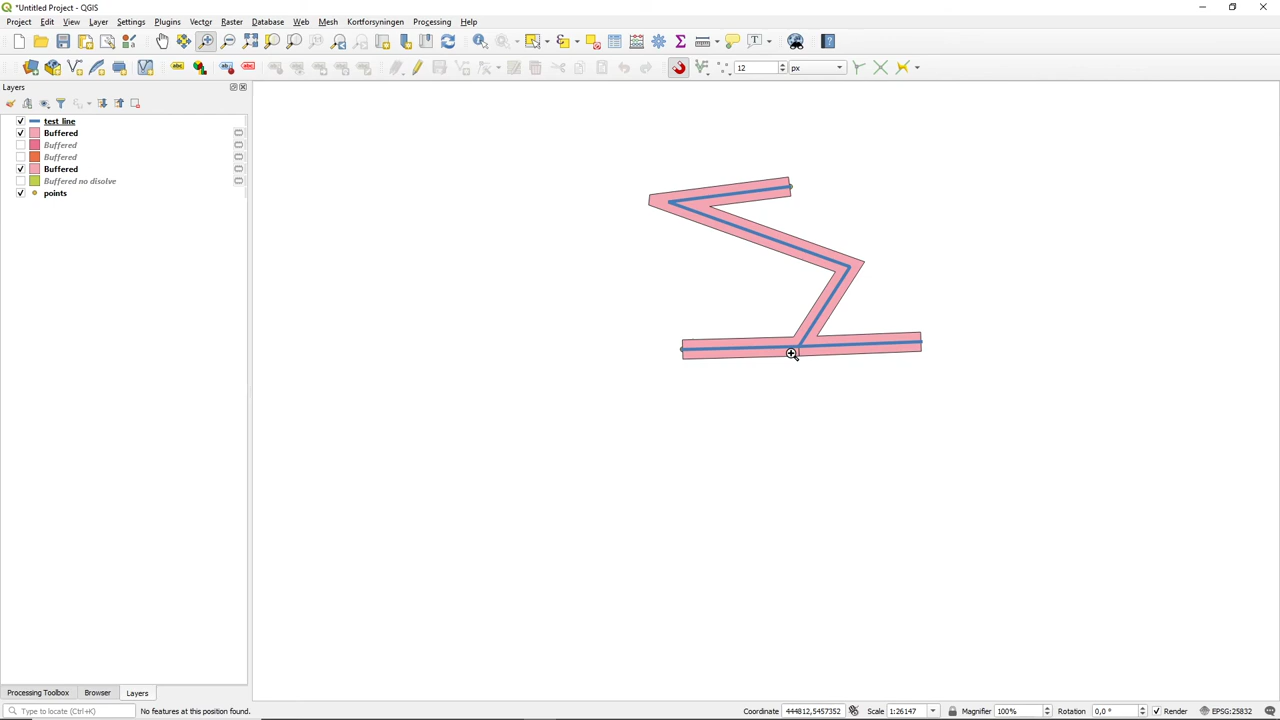 *Untitled Project - QGIS
Project Edit View Layer Settings Plugins Vector Raster Database Web Mesh Kortforsyningen Processing Help
12 px
Layers
test_line
Buffered
Buffered
Buffered
Buffered
Buffered no disolve
points
Processing Toolbox Browser Layers
Type to locate (Ctrl+K) No features at this position found. Coordinate 444812,5457352 Scale 1:26147 Magnifier 100% Rotation 0,0 ° Render EPSG:25832